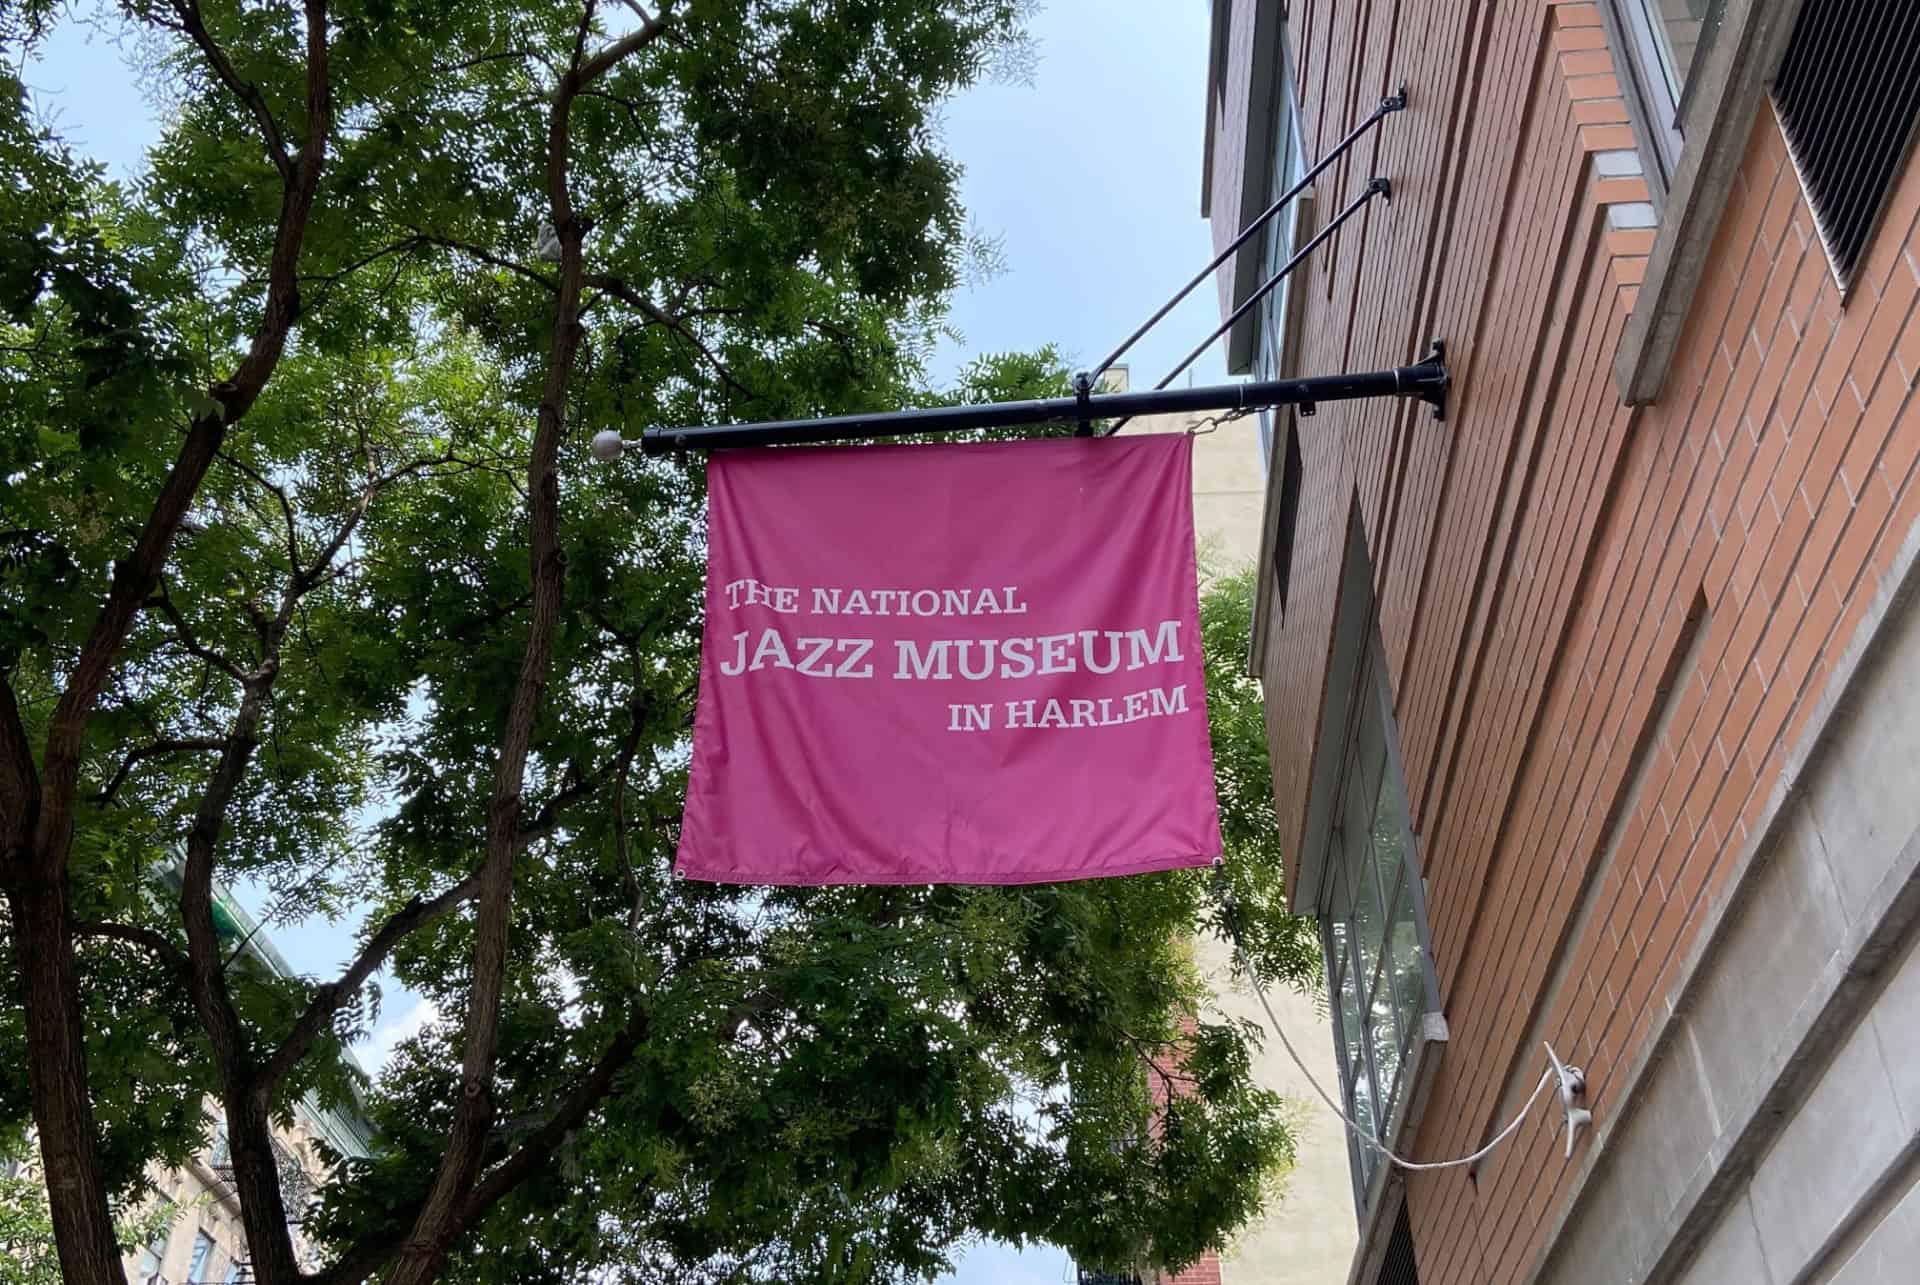 THE NATIONAL
JAZZ MUSEUM
IN HARLEM